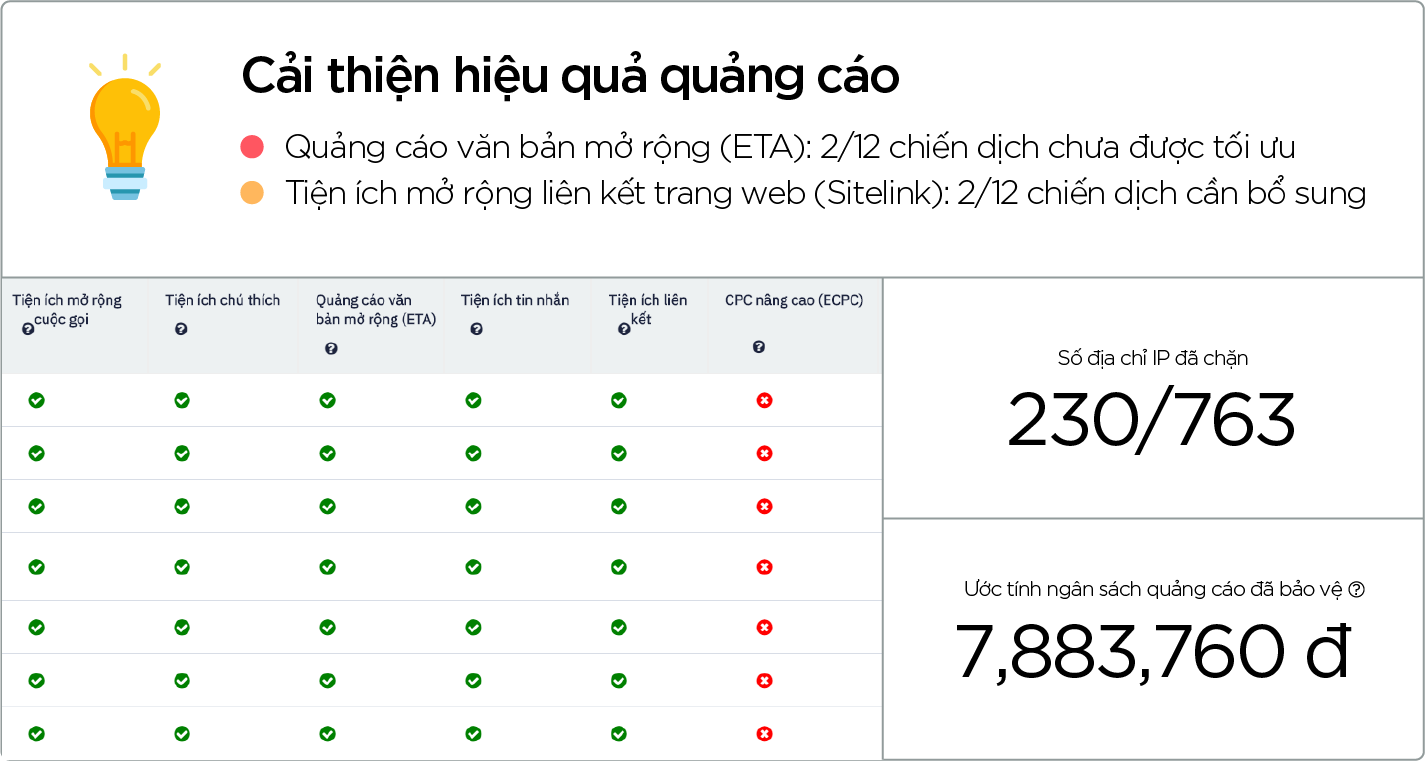 Cải thiện hiệu quả quảng cáo
Quảng cáo văn bản mở rộng (ETA): 2/12 chiến dịch chưa được tối ưu
Tiện ích mở rộng liên kết trang web (Sitelink): 2/12 chiến dịch cần bổ sung
Tiện ích mở rộng
cuộc gọi
Tiện ích chú thích
Quảng cáo văn
bản mở rộng (ETA)
Tiện ích tin nhắn
Tiện ích liên
kết
CPC nâng cao (ECPC)
Số địa chỉ IP đã chặn
230/763
Ước tính ngân sách quảng cáo đã bảo vệ
7,883,760 đ